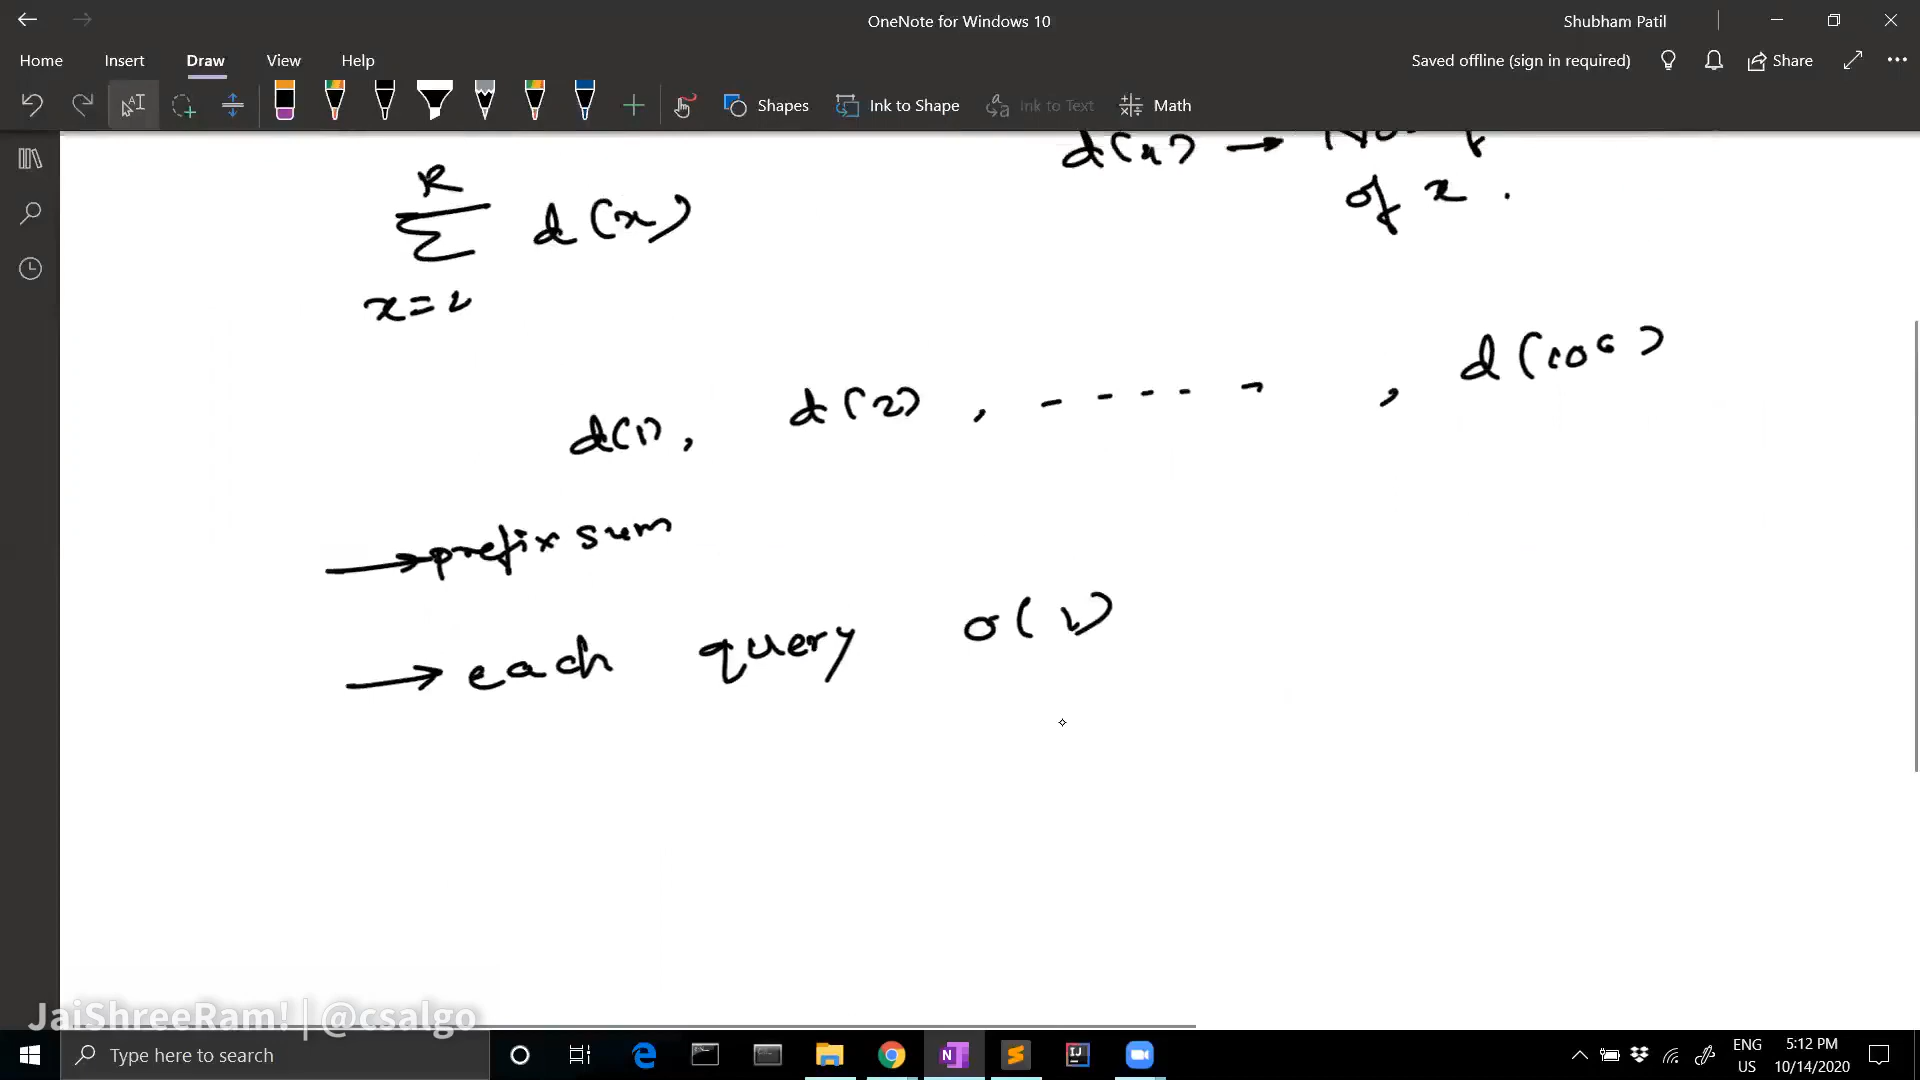 OneNote for Windows 10
Shubham Patil
Home Insert Draw View Help
Saved offline (sign in required) Share
Shapes Ink to Shape Ink to Text Math
d(x) →
of x .
R
∑ d(x)
x=L
d(1), d(2), ----- , d(10⁶)
→ prefix sum
→ each query O(1)
JaiShreeRam! | @csalgo
Type here to search
ENG
US
5:12 PM
10/14/2020